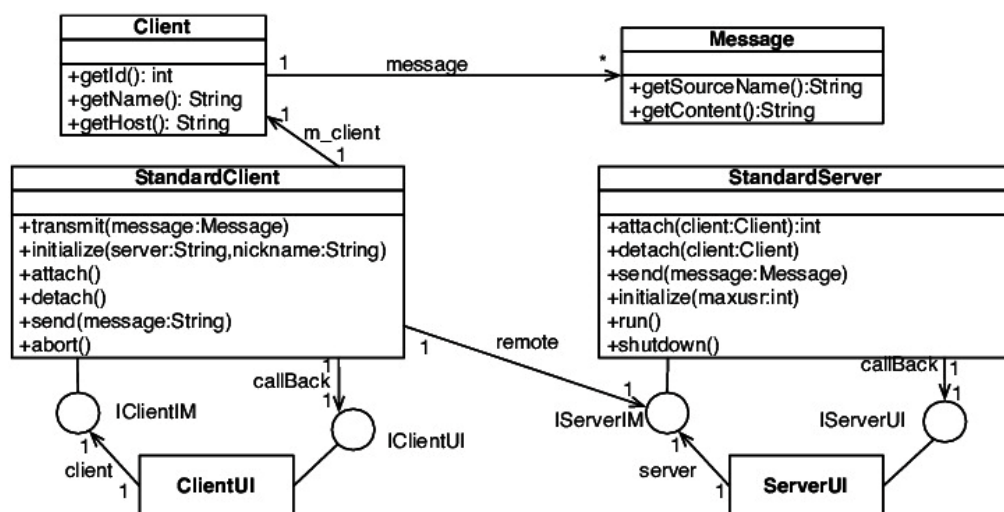 Client
+getId(): int
+getName(): String
+getHost(): String
1
message
*
Message
+getSourceName():String
+getContent():String
1
m_client
1
StandardClient
+transmit(message:Message)
+initialize(server:String,nickname:String)
+attach()
+detach()
+send(message:String)
+abort()
StandardServer
+attach(client:Client):int
+detach(client:Client)
+send(message:Message)
+initialize(maxusr:int)
+run()
+shutdown()
1
remote
1
1
callBack
1
IClientIM
IClientUI
1
client
1
ClientUI
1
callBack
1
IServerIM
IServerUI
1
server
1
ServerUI